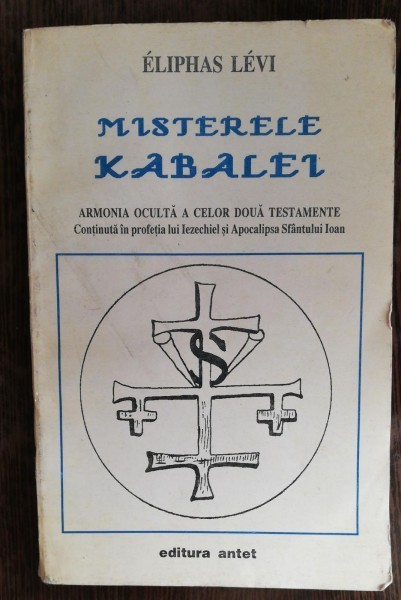 ÉLIPHAS LÉVI
MISTERELE
KABALEI
ARMONIA OCULTĂ A CELOR DOUĂ TESTAMENTE
Conținută în profeția lui Iezechiel și Apocalipsa Sfântului Ioan
S
editura antet